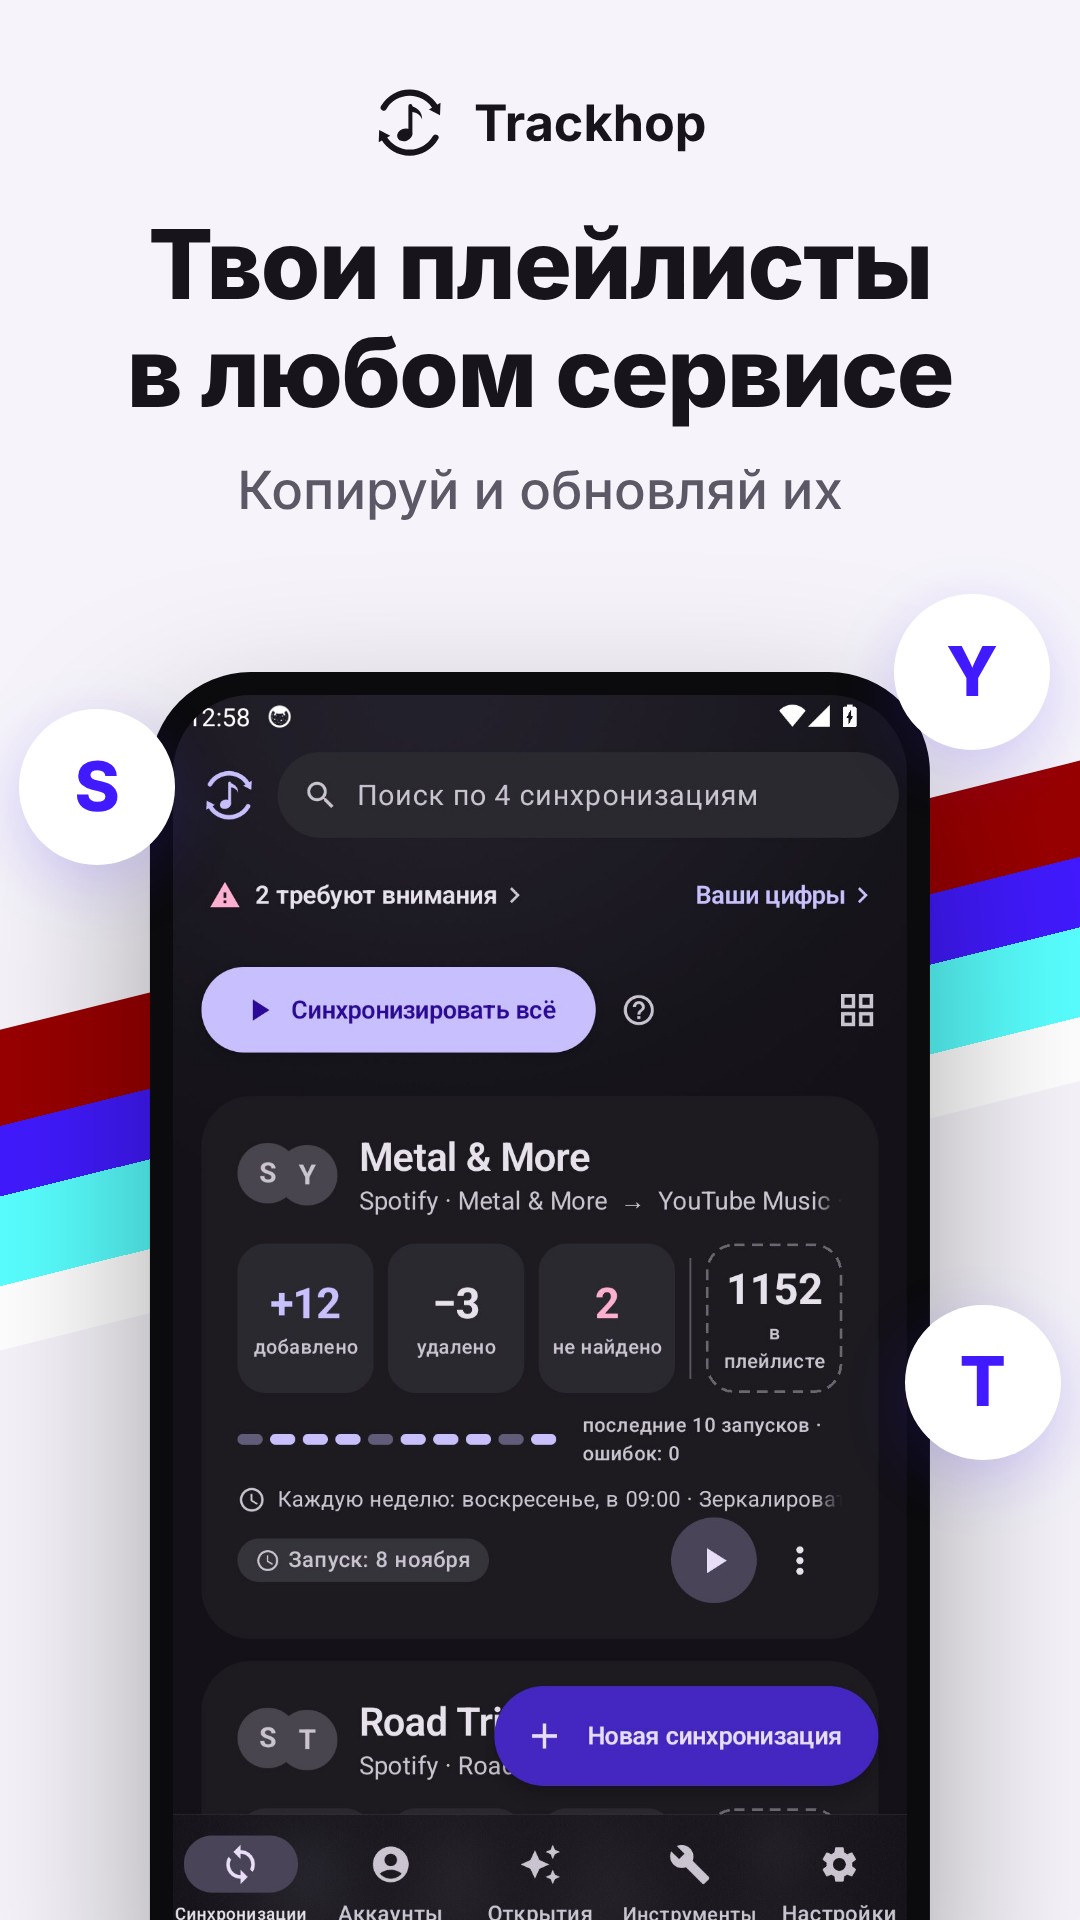 Trackhop
Твои плейлисты
в любом сервисе
Копируй и обновляй их
Y
S
12:58
Поиск по 4 синхронизациям
2 требуют внимания
Ваши цифры
Синхронизировать всё
S Y
Metal & More
Spotify · Metal & More → YouTube Music
+12
добавлено
−3
удалено
2
не найдено
1152
в
плейлисте
T
последние 10 запусков ·
ошибок: 0
Каждую неделю: воскресенье, в 09:00 ·
Запуск: 8 ноября
S T
Road
Spotify ·
Новая синхронизация
Синхронизации
Аккаунты
Открытия
Инструменты
Настройки